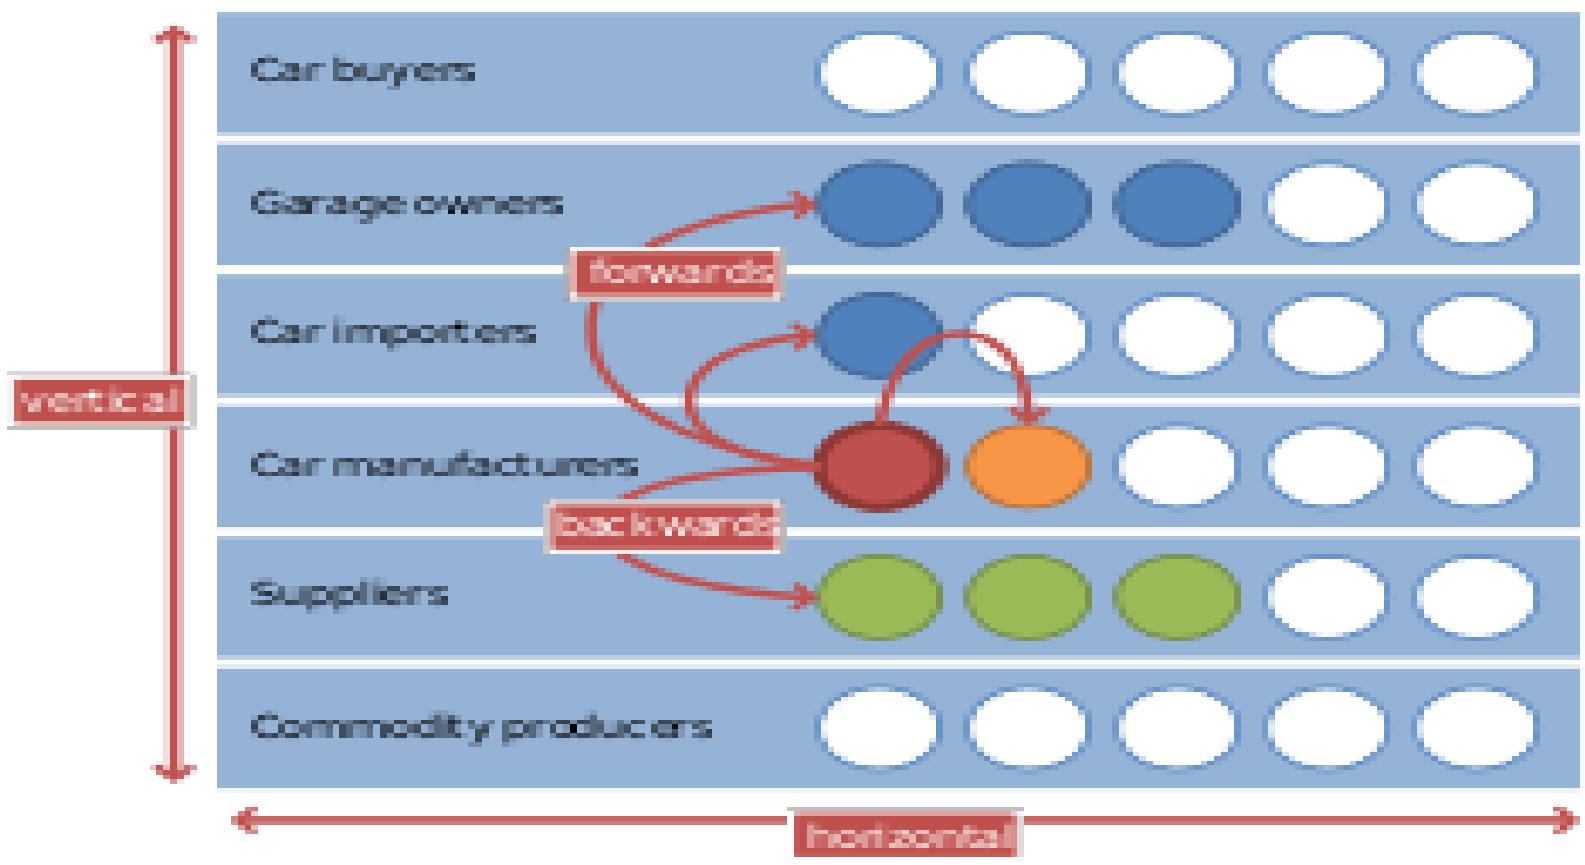 Car buyers
Garage owners
forwards
Car importers
vertical
Car manufacturers
backwards
Suppliers
Commodity producers
horizontal